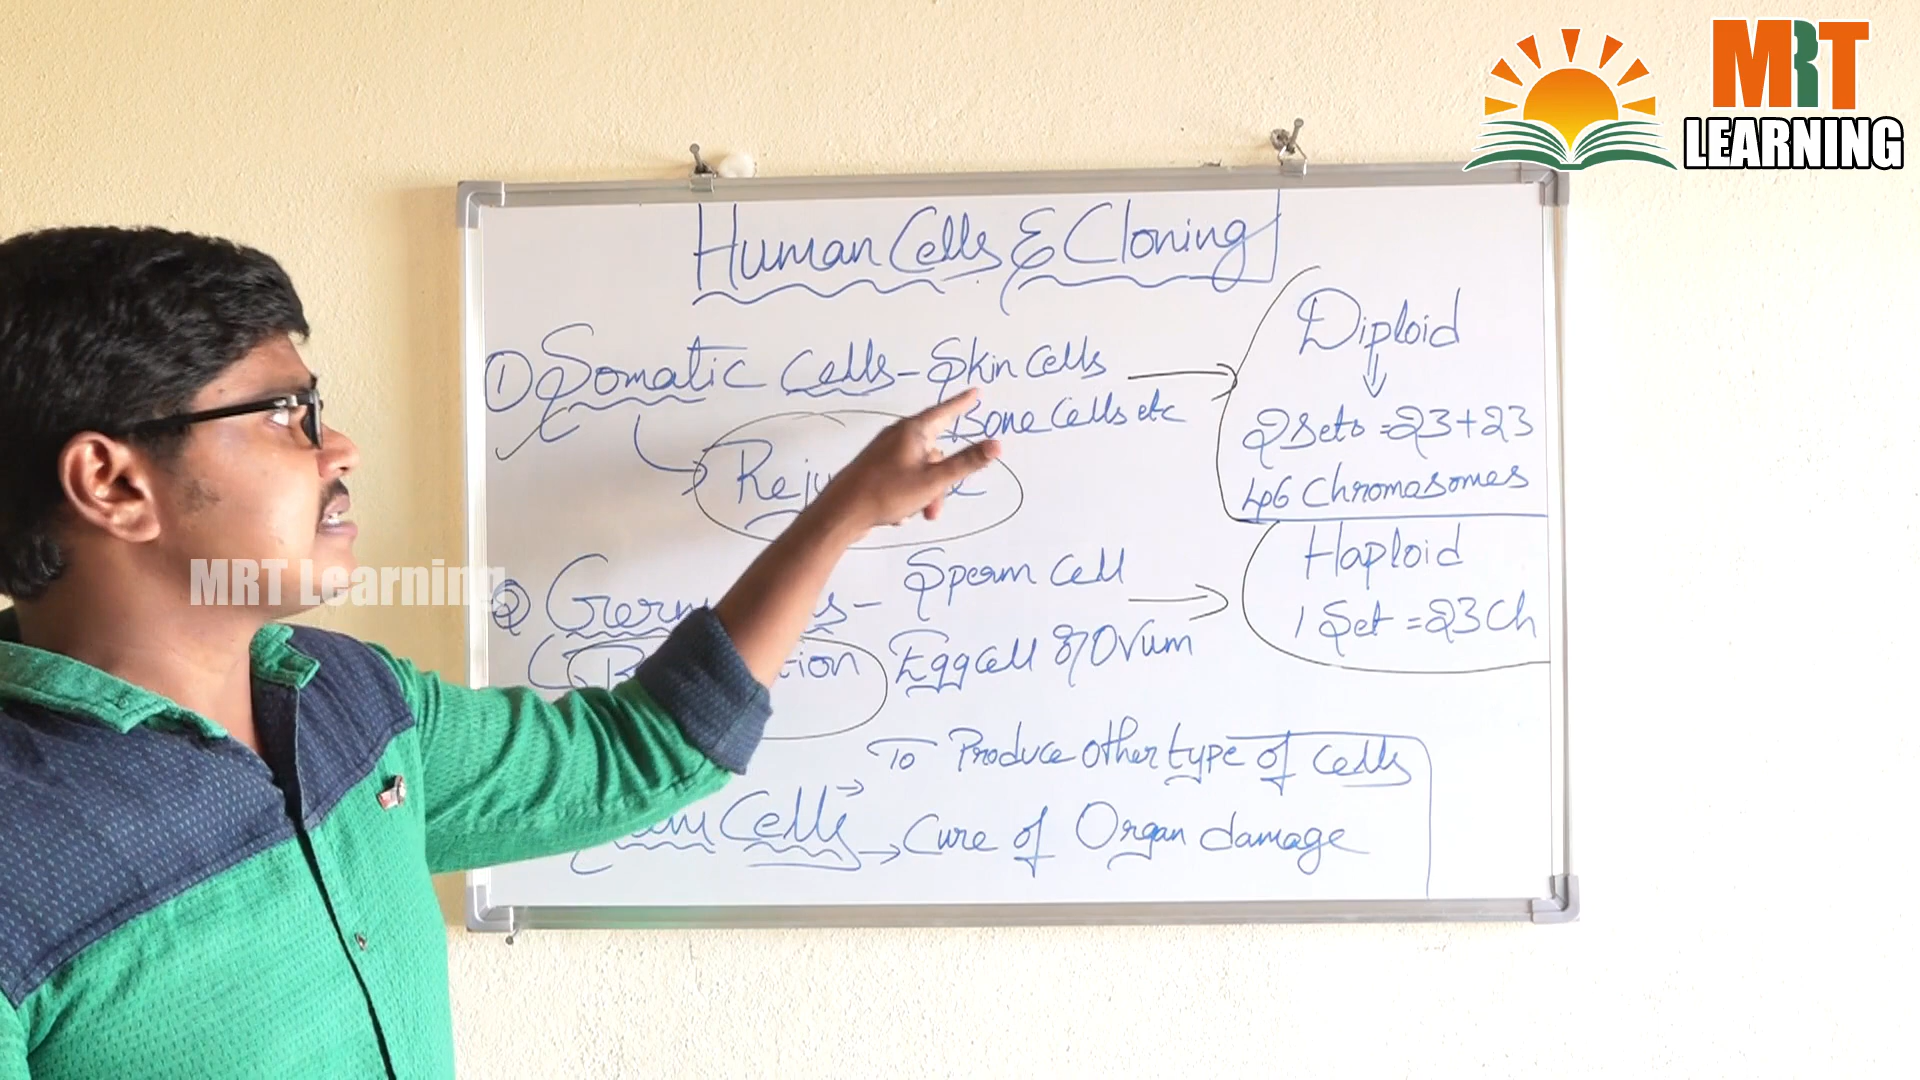 MRT
LEARNING
Human Cells & Cloning
① Somatic Cells - Skin Cells
Bone Cells etc
Diploid
2 Sets = 23+23
46 Chromosomes
MRT Learning
② - Sperm Cell
Egg cell or Ovum
Haploid
1 Set = 23 Ch
To Produce other type of Cells
Cells → Cure of Organ damage